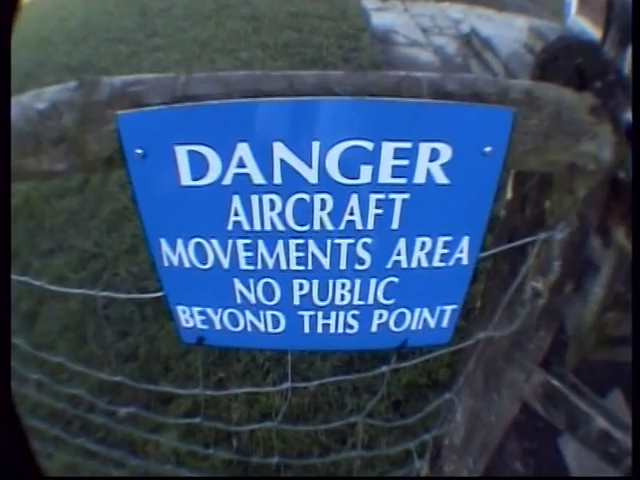 DANGER
AIRCRAFT
MOVEMENTS AREA
NO PUBLIC
BEYOND THIS POINT